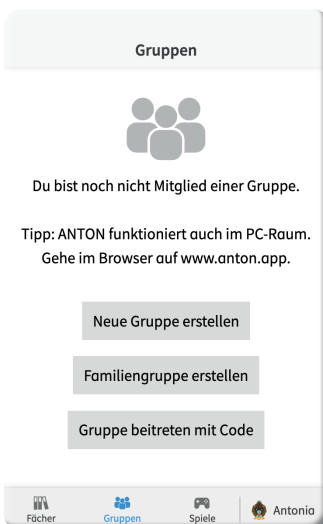 Gruppen
Du bist noch nicht Mitglied einer Gruppe.
Tipp: ANTON funktioniert auch im PC-Raum.
Gehe im Browser auf www.anton.app.
Neue Gruppe erstellen
Familiengruppe erstellen
Gruppe beitreten mit Code
Fächer Gruppen Spiele Antonia